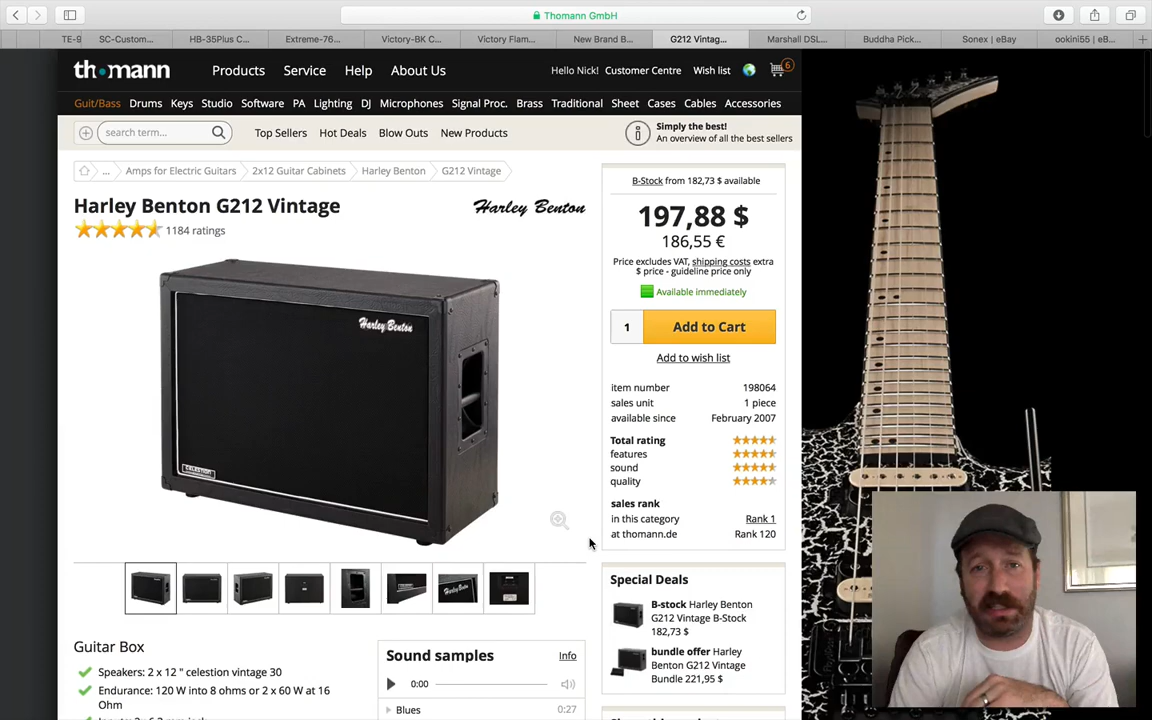 Thomann GmbH
TE-9
SC-Custom...
HB-35Plus C...
Extreme-76...
Victory-BK C...
Victory Flam...
New Brand B...
G212 Vintag...
Marshall DSL...
Buddha Pick...
Sonex | eBay
ookini55 | eB...
th•mann
Products
Service
Help
About Us
Hello Nick!
Customer Centre
Wish list
6
Guit/Bass
Drums
Keys
Studio
Software
PA
Lighting
DJ
Microphones
Signal Proc.
Brass
Traditional
Sheet
Cases
Cables
Accessories
search term...
Top Sellers
Hot Deals
Blow Outs
New Products
Simply the best!
An overview of all the best sellers
...
Amps for Electric Guitars
2x12 Guitar Cabinets
Harley Benton
G212 Vintage
Harley Benton G212 Vintage
Harley Benton
1184 ratings
Harley Benton
CELESTION
B-Stock from 182,73 $ available
197,88 $
186,55 €
Price excludes VAT, shipping costs extra
$ price - guideline price only
Available immediately
1
Add to Cart
Add to wish list
item number 198064
sales unit 1 piece
available since February 2007
Total rating
features
sound
quality
sales rank
in this category Rank 1
at thomann.de Rank 120
Special Deals
B-stock Harley Benton
G212 Vintage B-Stock
182,73 $
bundle offer Harley
Benton G212 Vintage
Bundle 221,95 $
Guitar Box
Speakers: 2 x 12 " celestion vintage 30
Endurance: 120 W into 8 ohms or 2 x 60 W at 16
Ohm
Sound samples
Info
0:00
Blues
0:27